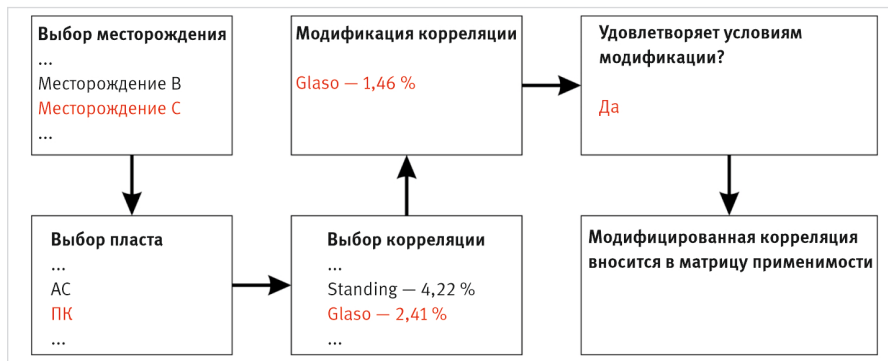 Выбор месторождения
...
Месторождение В
Месторождение С
...
Выбор пласта
...
АС
ПК
...
Выбор корреляции
...
Standing — 4,22 %
Glaso — 2,41 %
...
Модификация корреляции
Glaso — 1,46 %
Удовлетворяет условиям
модификации?
Да
Модифицированная корреляция
вносится в матрицу применимости